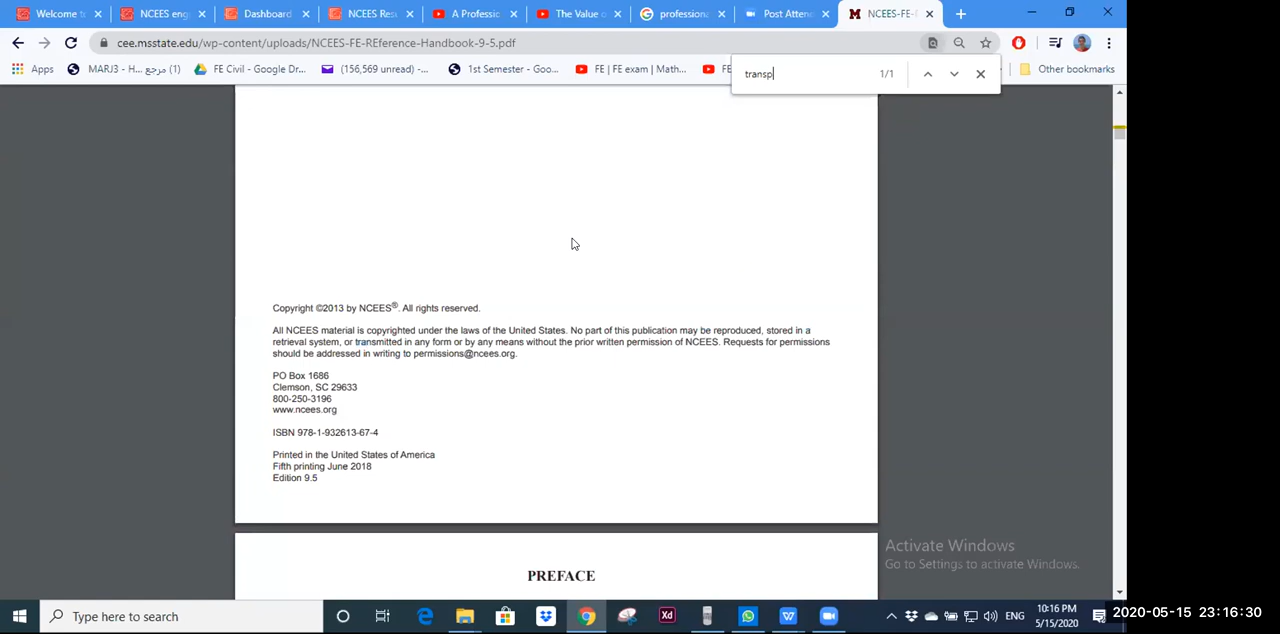 Welcome t
NCEES eng
Dashboard
NCEES Res
A Professic
The Value o
professiona
Post Atten
NCEES-FE-R
cee.msstate.edu/wp-content/uploads/NCEES-FE-REference-Handbook-9-5.pdf
Apps
MARJ3 - H... مرجع (1)
FE Civil - Google Dr...
(156,569 unread) -...
1st Semester - Goo...
FE | FE exam | Math...
FE
Other bookmarks
transp
1/1
Copyright ©2013 by NCEES®. All rights reserved.
All NCEES material is copyrighted under the laws of the United States. No part of this publication may be reproduced, stored in a
retrieval system, or transmitted in any form or by any means without the prior written permission of NCEES. Requests for permissions
should be addressed in writing to permissions@ncees.org.
PO Box 1686
Clemson, SC 29633
800-250-3196
www.ncees.org
ISBN 978-1-932613-67-4
Printed in the United States of America
Fifth printing June 2018
Edition 9.5
PREFACE
Activate Windows
Go to Settings to activate Windows.
Type here to search
Xd
ENG
10:16 PM
5/15/2020
2020-05-15 23:16:30